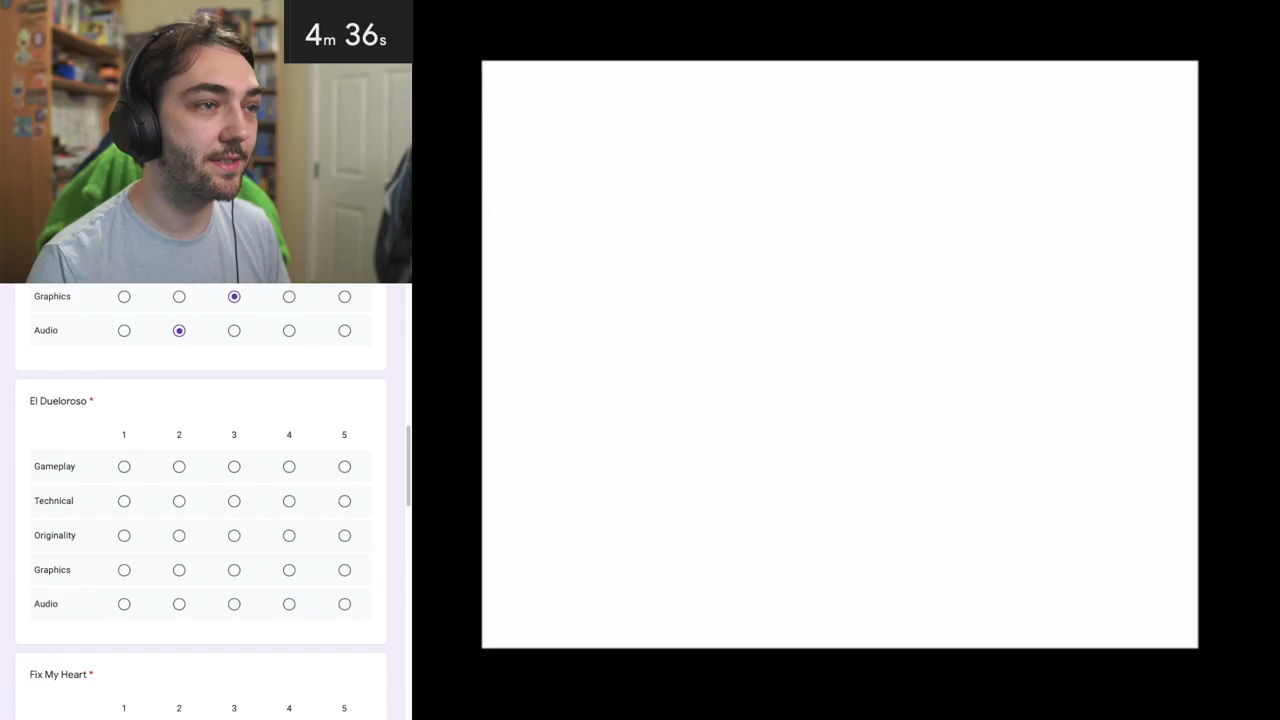 4m 36s
Graphics
Audio
El Dueloroso *
1 2 3 4 5
Gameplay
Technical
Originality
Graphics
Audio
Fix My Heart *
1 2 3 4 5